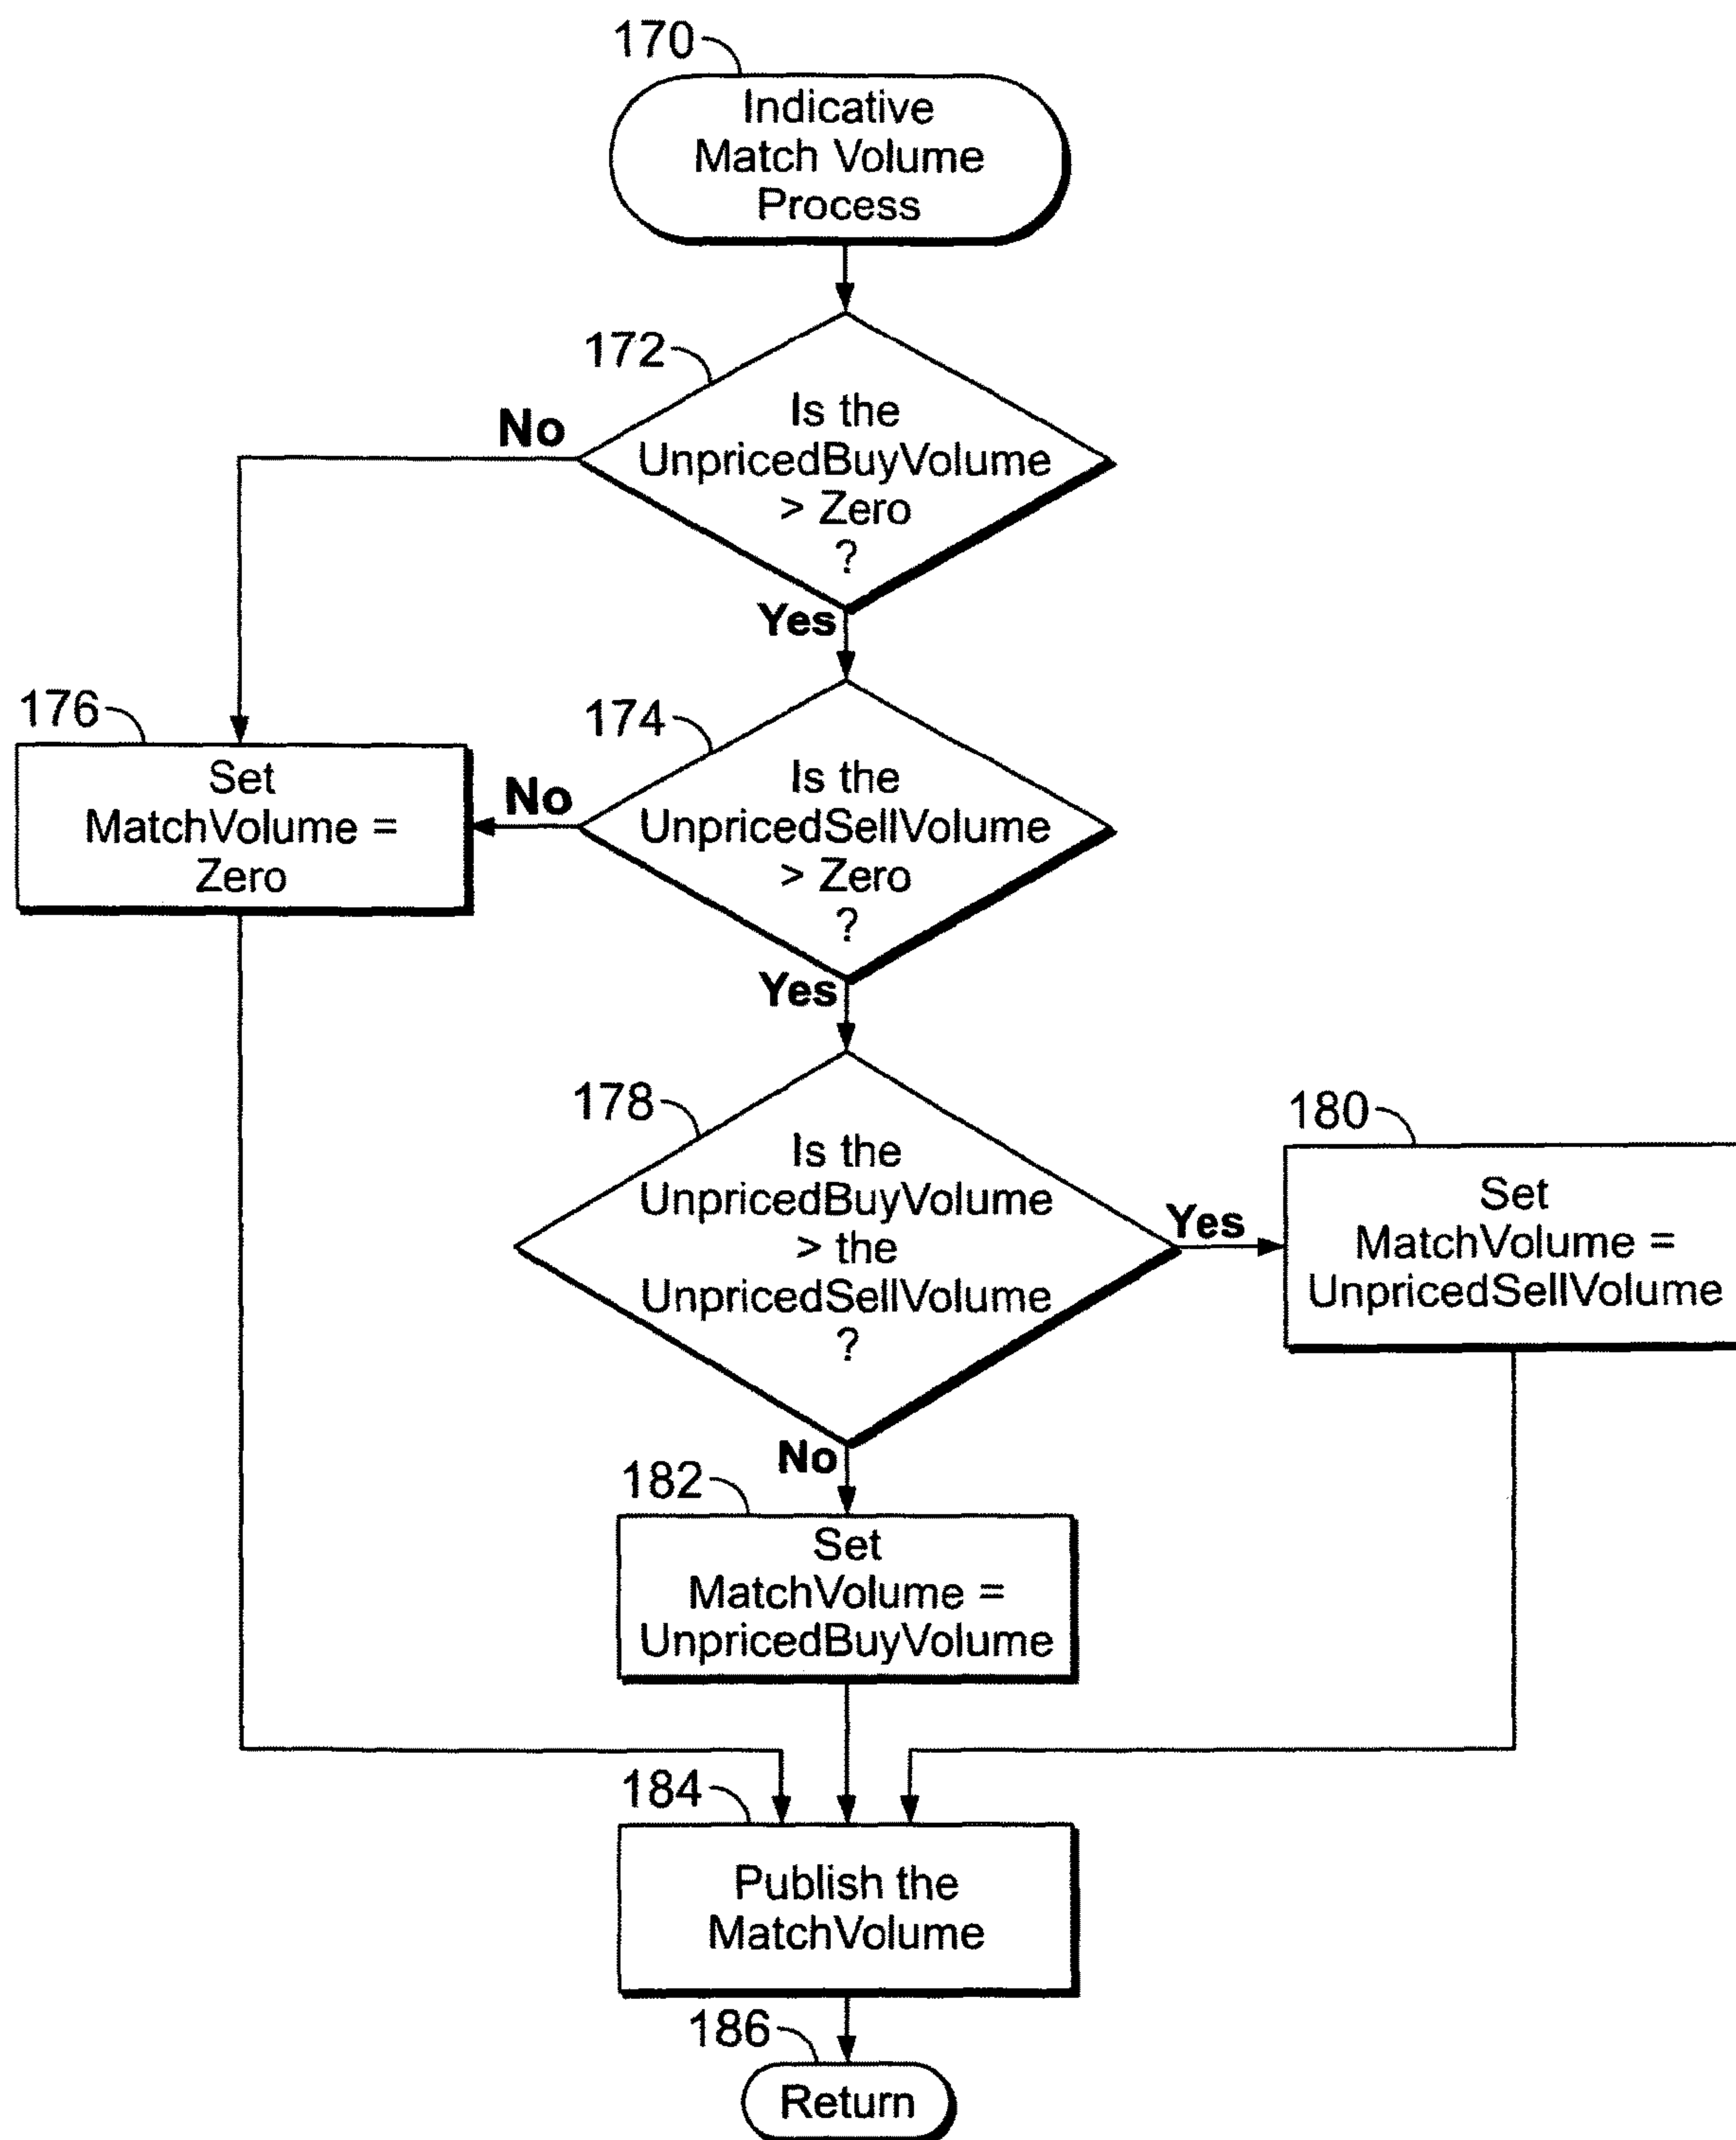 170
Indicative
Match Volume
Process
172
Is the
UnpricedBuyVolume
> Zero
?
No
Yes
174
Is the
UnpricedSellVolume
> Zero
?
No
Yes
176
Set
MatchVolume =
Zero
178
Is the
UnpricedBuyVolume
> the
UnpricedSellVolume
?
Yes
No
180
Set
MatchVolume =
UnpricedSellVolume
182
Set
MatchVolume =
UnpricedBuyVolume
184
Publish the
MatchVolume
186
Return